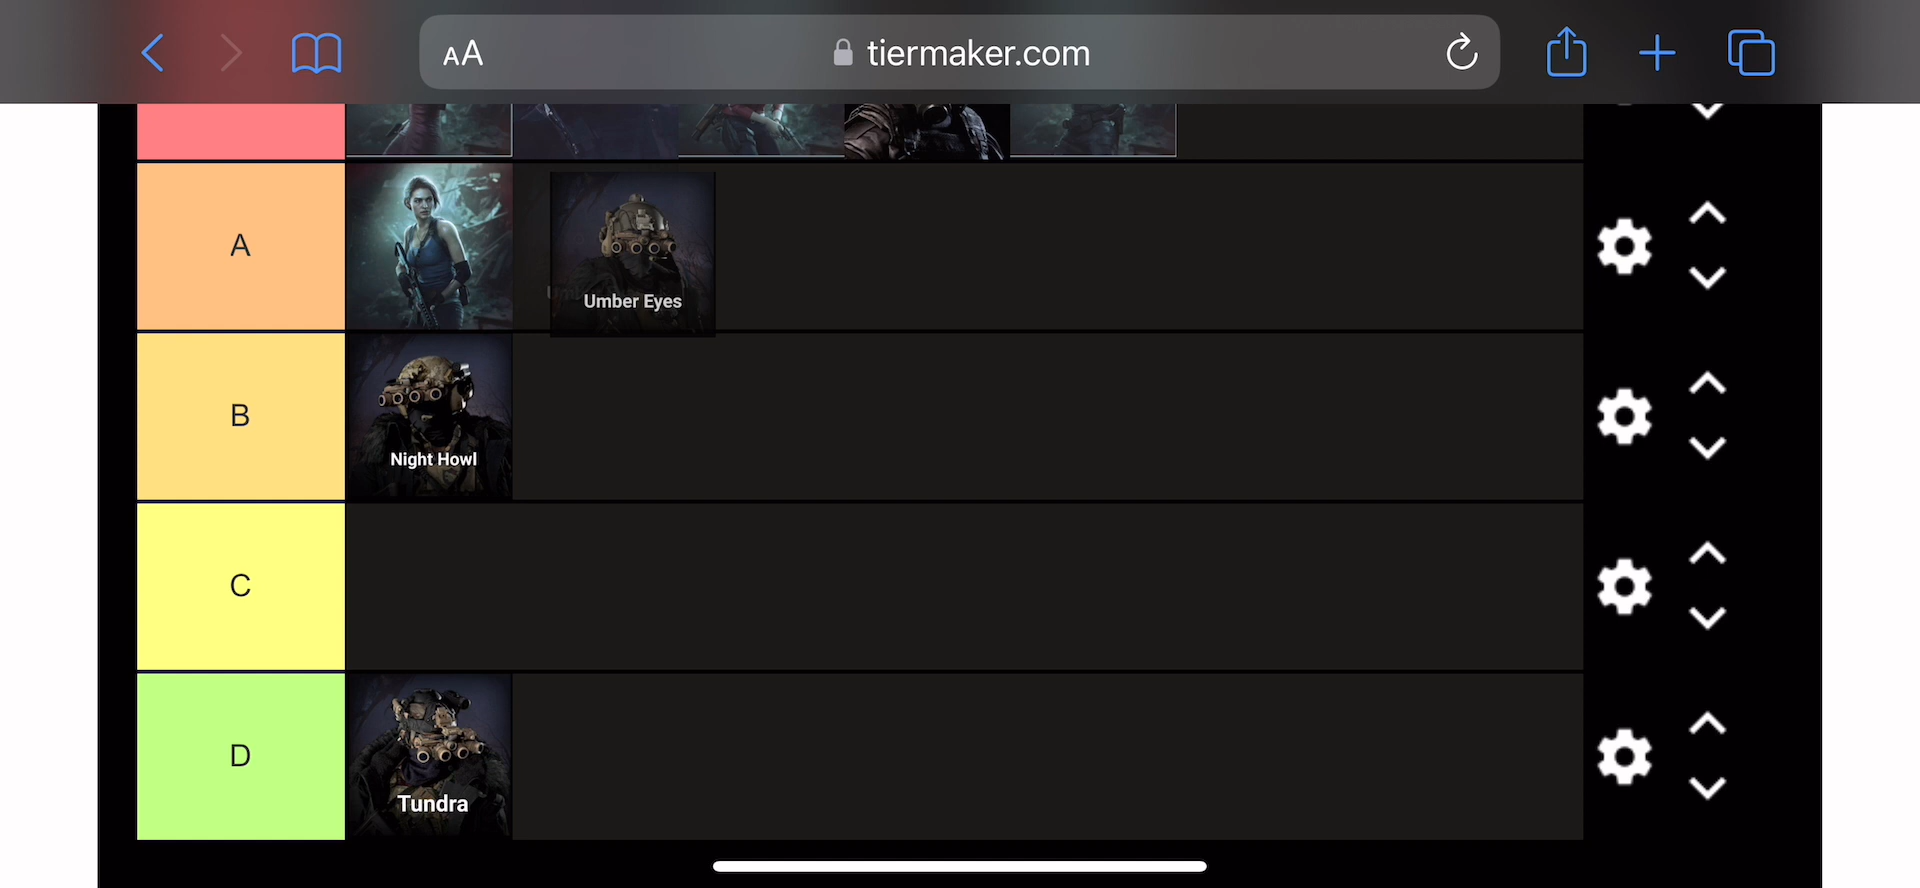 AA
tiermaker.com
A
Umber Eyes
B
Night Howl
C
D
Tundra